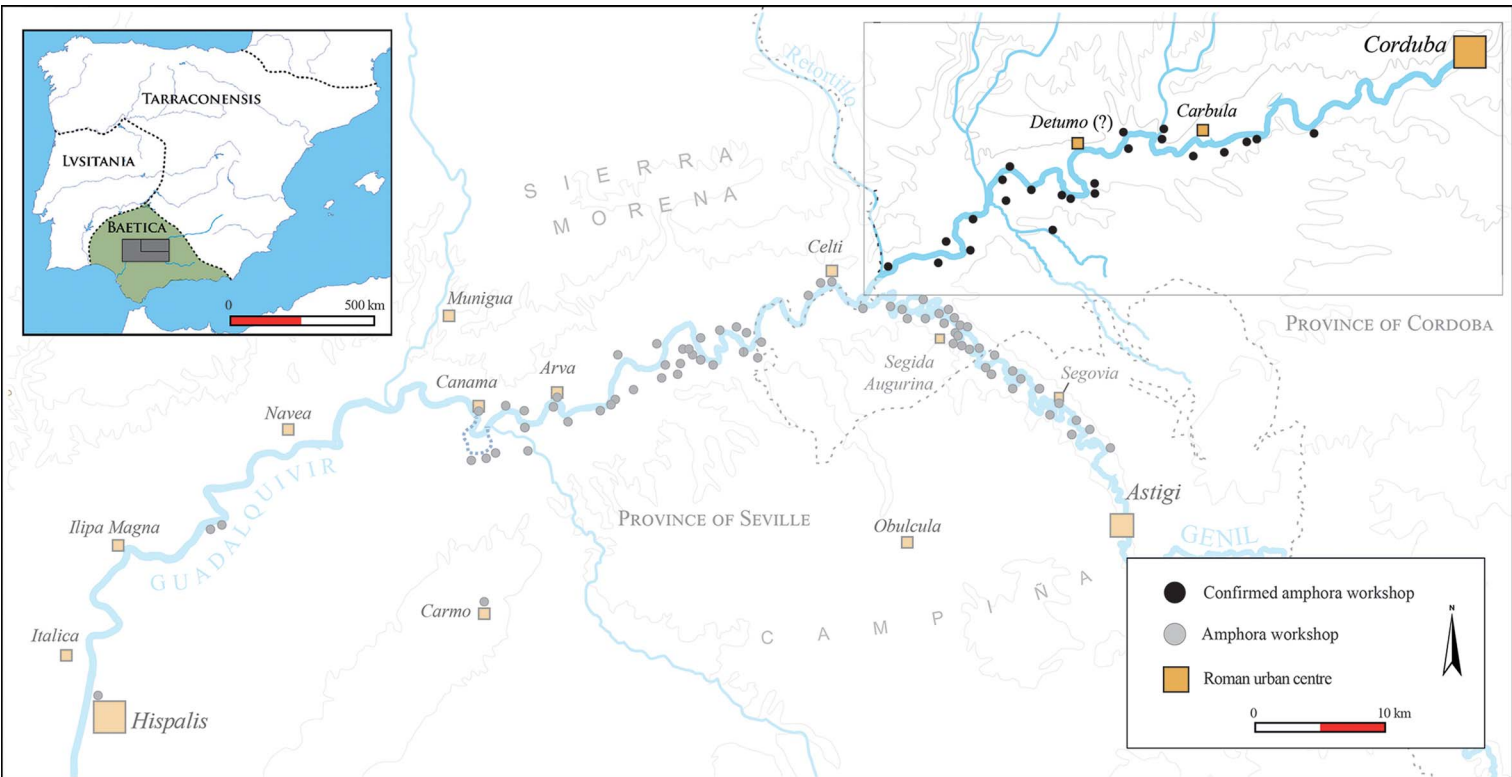 TARRACONENSIS
LVSITANIA
BAETICA
0
500 km
Retortillo
Corduba
Detumo (?)
Carbula
SIERRA
MORENA
Celti
Munigua
PROVINCE OF CORDOBA
Segida
Augurina
Segovia
Arva
Canama
Navea
GUADALQUIVIR
Astigi
PROVINCE OF SEVILLE
Obulcula
Ilipa Magna
GENIL
CAMPIÑA
Carmo
Italica
Hispalis
Confirmed amphora workshop
Amphora workshop
Roman urban centre
N
0
10 km